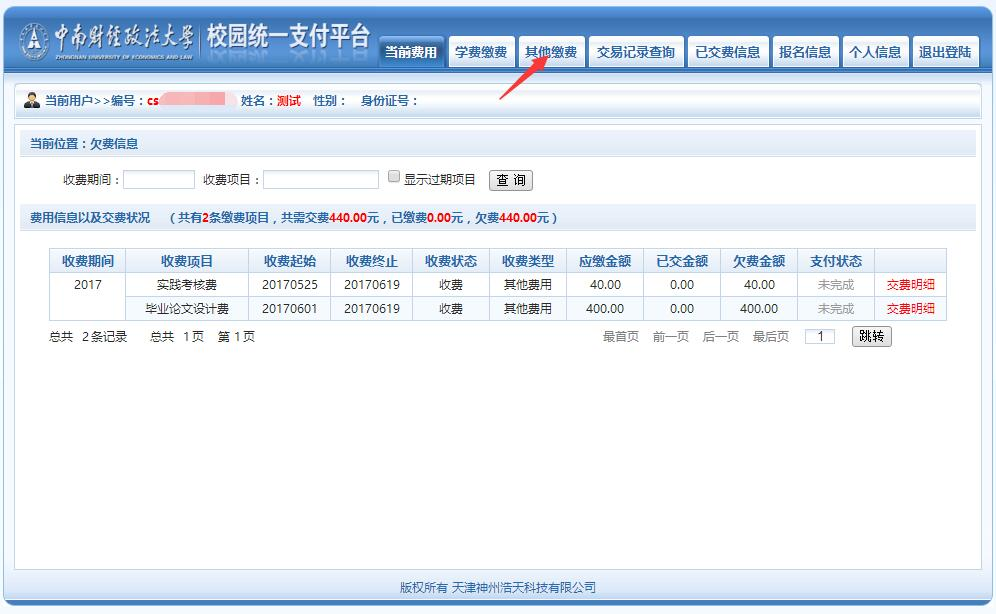 中南财经政法大学 校园统一支付平台
ZHONGNAN UNIVERSITY OF ECONOMICS AND LAW
当前费用 学费缴费 其他缴费 交易记录查询 已交费信息 报名信息 个人信息 退出登陆
当前用户>>编号：cs 姓名：测试 性别： 身份证号：
当前位置：欠费信息
收费期间： 收费项目： 显示过期项目 查 询
费用信息以及交费状况 （共有2条缴费项目，共需交费440.00元，已缴费0.00元，欠费440.00元）
收费期间 收费项目 收费起始 收费终止 收费状态 收费类型 应缴金额 已交金额 欠费金额 支付状态
2017 实践考核费 20170525 20170619 收费 其他费用 40.00 0.00 40.00 未完成 交费明细
毕业论文设计费 20170601 20170619 收费 其他费用 400.00 0.00 400.00 未完成 交费明细
总共 2条记录 总共 1页 第1页 最首页 前一页 后一页 最后页 1 跳转
版权所有 天津神州浩天科技有限公司